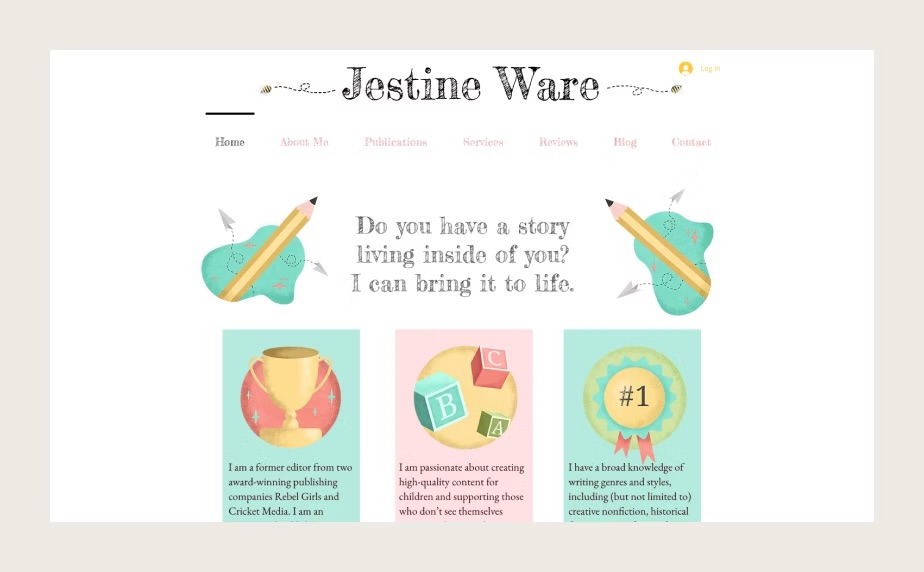 Jestine Ware
Log In
Home About Me Publications Services Reviews Blog Contact
Do you have a story
living inside of you?
I can bring it to life.
C
B
A
#1
I am a former editor from two
award-winning publishing
companies Rebel Girls and
Cricket Media. I am an
I am passionate about creating
high-quality content for
children and supporting those
who don’t see themselves
I have a broad knowledge of
writing genres and styles,
including (but not limited to)
creative nonfiction, historical